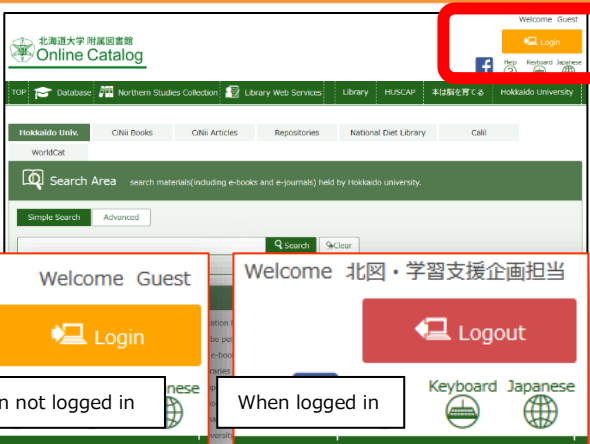 Welcome Guest
北海道大学 附属図書館
Online Catalog
Login
Help Keyboard Japanese
TOP Database Northern Studies Collection Library Web Services Library HUSCAP 本は脳を育てる Hokkaido University
Hokkaido Univ. CiNii Books CiNii Articles Repositories National Diet Library Calil
WorldCat
Search Area search materials(including e-books and e-journals) held by Hokkaido university.
Simple Search Advanced
Search Clear
Welcome Guest
Login
n not logged in
nese
Welcome 北図・学習支援企画担当
Logout
When logged in
Keyboard Japanese